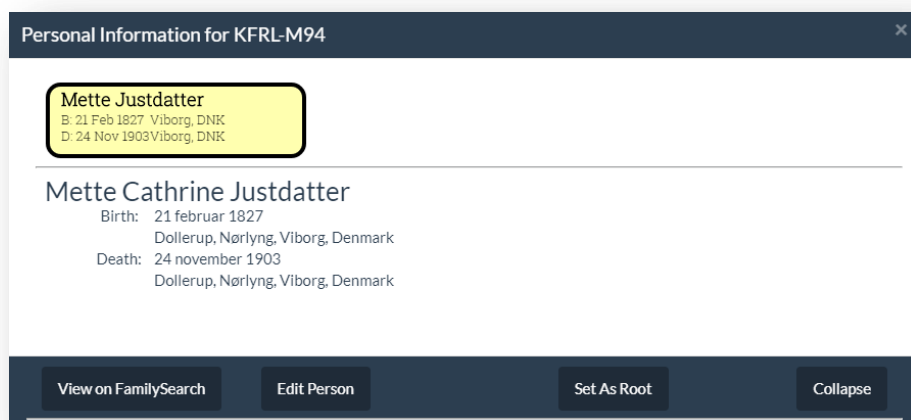 Personal Information for KFRL-M94
×
Mette Justdatter
B: 21 Feb 1827 Viborg, DNK
D: 24 Nov 1903Viborg, DNK
Mette Cathrine Justdatter
Birth: 21 februar 1827
Dollerup, Nørlyng, Viborg, Denmark
Death: 24 november 1903
Dollerup, Nørlyng, Viborg, Denmark
View on FamilySearch Edit Person Set As Root Collapse